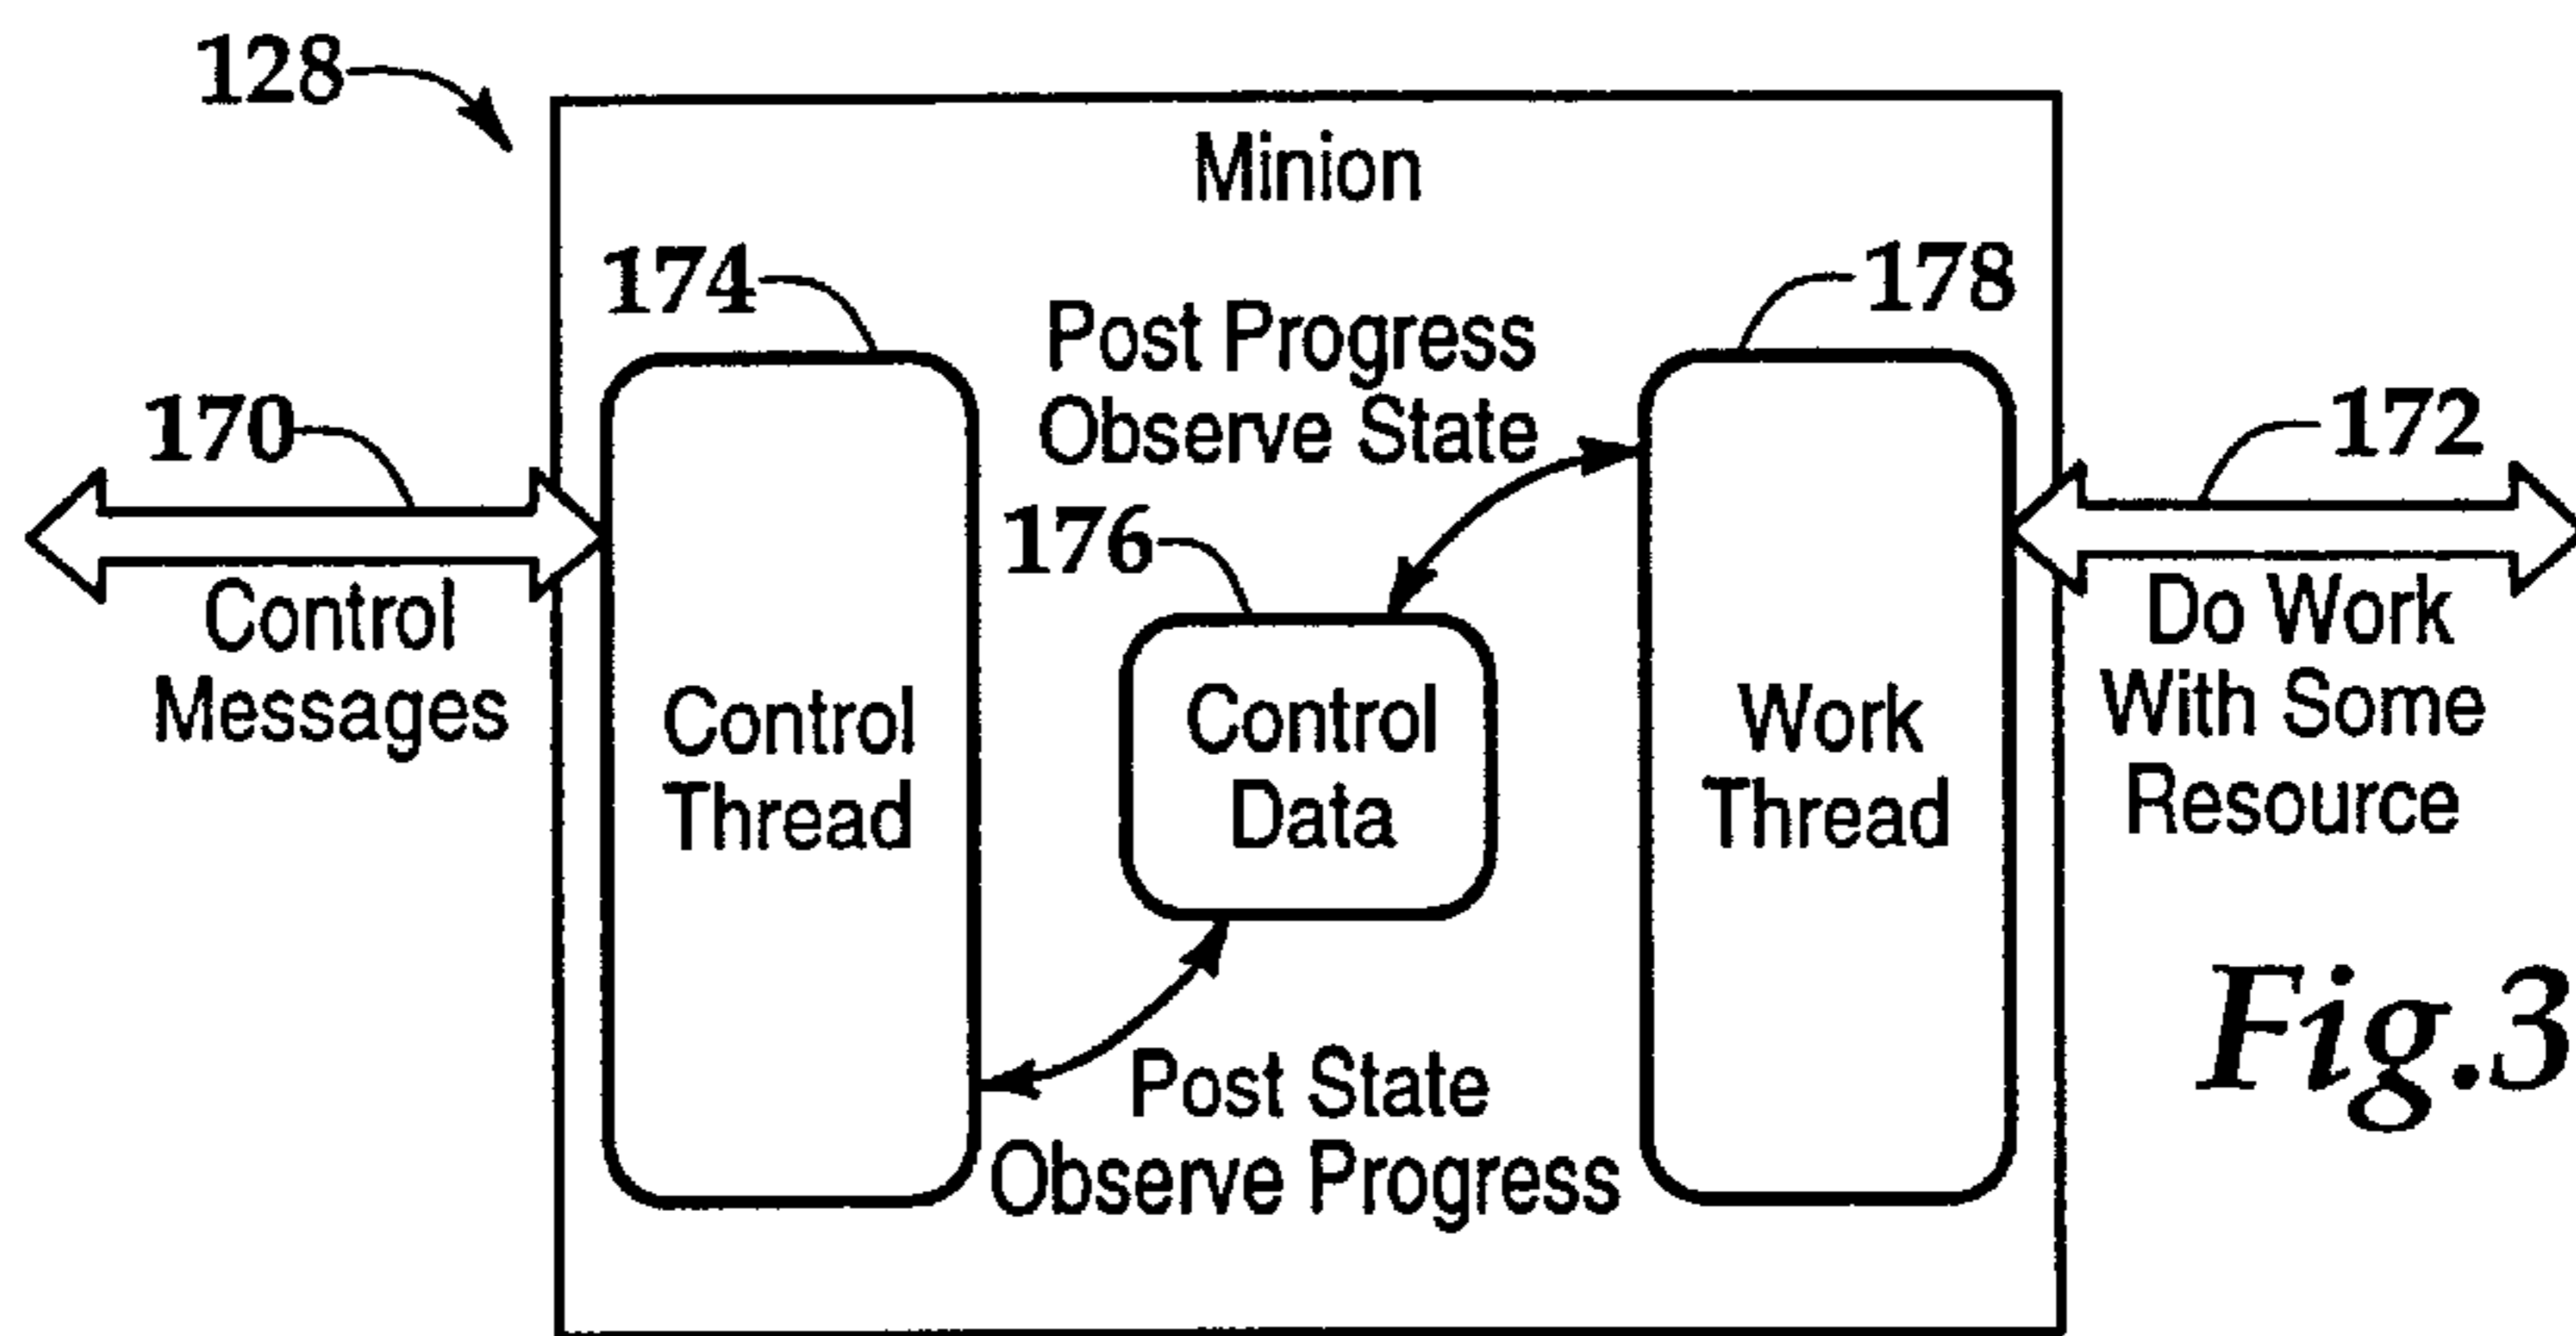 128
Minion
174
178
Post Progress
Observe State
170
172
176
Control
Messages
Do Work
With Some
Resource
Control
Thread
Control
Data
Work
Thread
Post State
Observe Progress
Fig.3